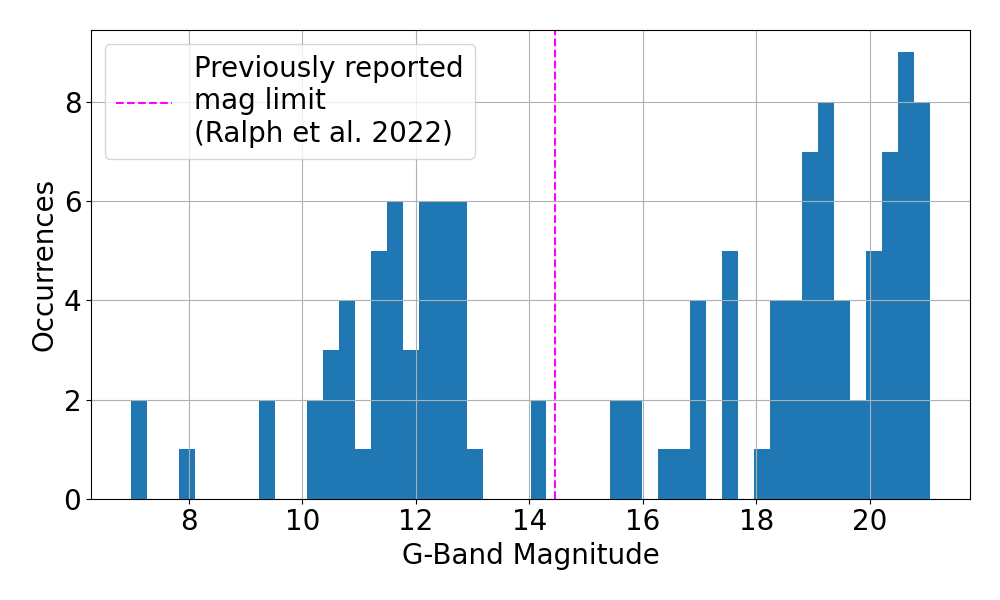 Previously reported
mag limit
(Ralph et al. 2022)
8
6
4
2
0
Occurrences
8 10 12 14 16 18 20
G-Band Magnitude